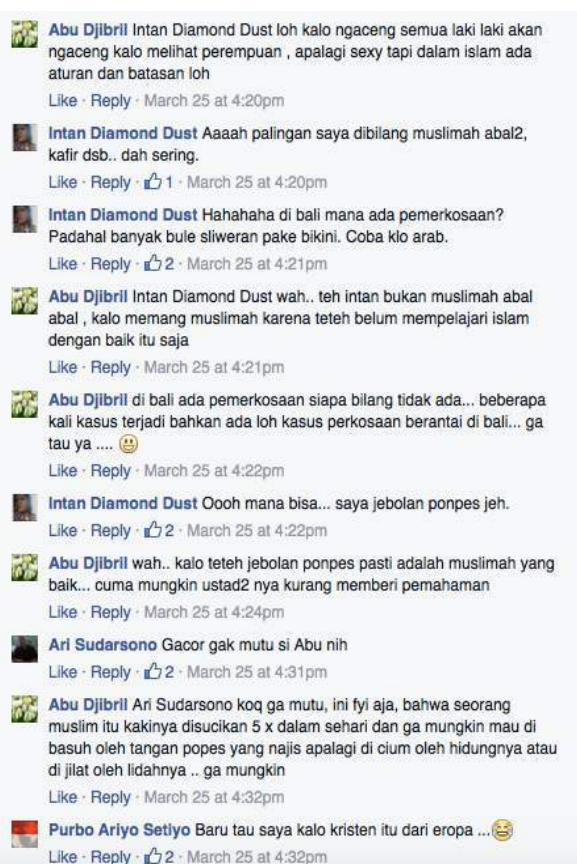 Abu Djibril Intan Diamond Dust loh kalo ngaceng semua laki laki akan
ngaceng kalo melihat perempuan , apalagi sexy tapi dalam islam ada
aturan dan batasan loh
Like · Reply · March 25 at 4:20pm
Intan Diamond Dust Aaaah palingan saya dibilang muslimah abal2,
kafir dsb.. dah sering.
Like · Reply · 1 · March 25 at 4:20pm
Intan Diamond Dust Hahahaha di bali mana ada pemerkosaan?
Padahal banyak bule sliweran pake bikini. Coba klo arab.
Like · Reply · 2 · March 25 at 4:21pm
Abu Djibril Intan Diamond Dust wah.. teh intan bukan muslimah abal
abal , kalo memang muslimah karena teteh belum mempelajari islam
dengan baik itu saja
Like · Reply · March 25 at 4:21pm
Abu Djibril di bali ada pemerkosaan siapa bilang tidak ada... beberapa
kali kasus terjadi bahkan ada loh kasus perkosaan berantai di bali... ga
tau ya .... 😃
Like · Reply · March 25 at 4:22pm
Intan Diamond Dust Oooh mana bisa... saya jebolan ponpes jeh.
Like · Reply · 2 · March 25 at 4:22pm
Abu Djibril wah.. kalo teteh jebolan ponpes pasti adalah muslimah yang
baik... cuma mungkin ustad2 nya kurang memberi pemahaman
Like · Reply · March 25 at 4:24pm
Ari Sudarsono Gacor gak mutu si Abu nih
Like · Reply · 2 · March 25 at 4:31pm
Abu Djibril Ari Sudarsono koq ga mutu, ini fyi aja, bahwa seorang
muslim itu kakinya disucikan 5 x dalam sehari dan ga mungkin mau di
basuh oleh tangan popes yang najis apalagi di cium oleh hidungnya atau
di jilat oleh lidahnya .. ga mungkin
Like · Reply · March 25 at 4:32pm
Purbo Ariyo Setiyo Baru tau saya kalo kristen itu dari eropa ...😂
Like · Reply · 2 · March 25 at 4:32pm